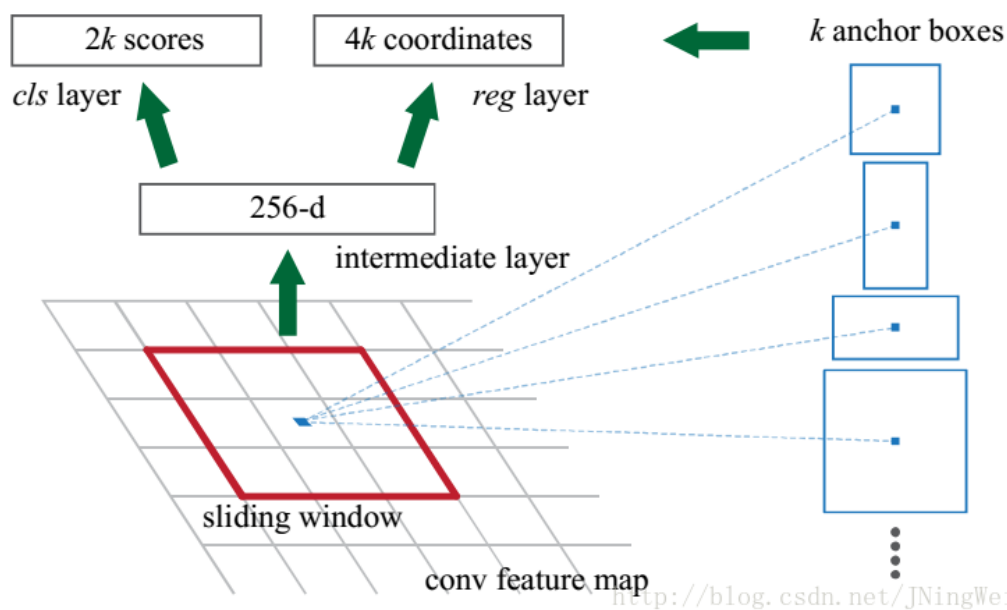 2k scores
4k coordinates
k anchor boxes
cls layer
reg layer
256-d
intermediate layer
sliding window
conv feature map
http://blog.csdn.net/JNingWei